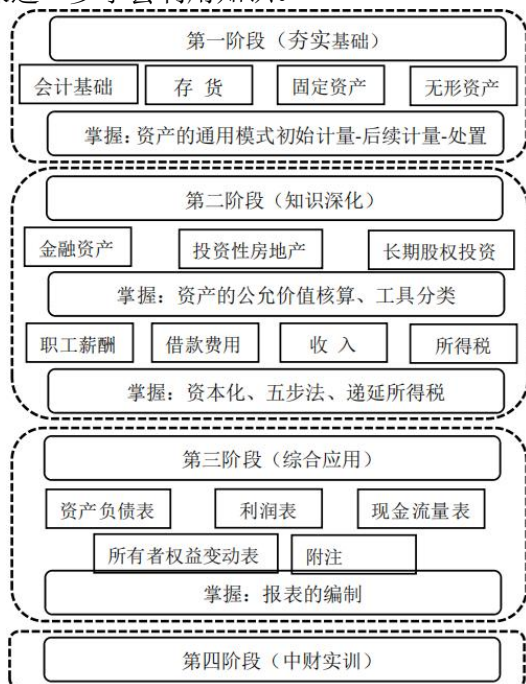 第一阶段（夯实基础）
会计基础 存 货 固定资产 无形资产
掌握：资产的通用模式初始计量-后续计量-处置
第二阶段（知识深化）
金融资产 投资性房地产 长期股权投资
掌握：资产的公允价值核算、工具分类
职工薪酬 借款费用 收 入 所得税
掌握：资本化、五步法、递延所得税
第三阶段（综合应用）
资产负债表 利润表 现金流量表
所有者权益变动表 附注
掌握：报表的编制
第四阶段（中财实训）